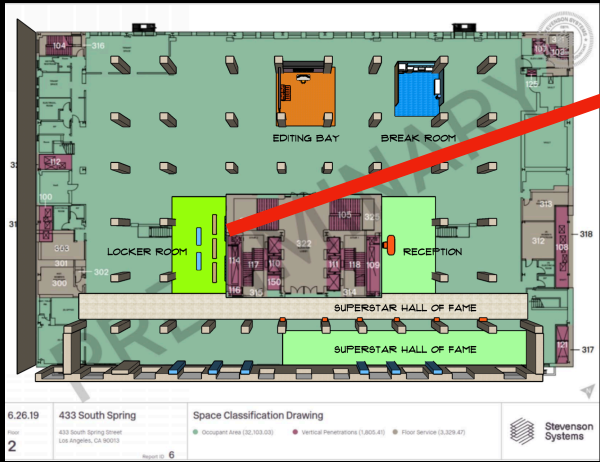 104
316
103
EDITING BAY
BREAK ROOM
112
100
105
313
303
301
302
300
LOCKER ROOM
114
117
116
315
110
150
322
111
118
314
109
RECEPTION
312
108
318
SUPERSTAR HALL OF FAME
SUPERSTAR HALL OF FAME
121
317
PRELIMINARY
6.26.19
Floor
2
433 South Spring
433 South Spring Street
Los Angeles, CA 90013
Report ID 6
Space Classification Drawing
Occupant Area (32,103.03)
Vertical Penetrations (1,805.41)
Floor Service (3,329.47)
Stevenson
Systems